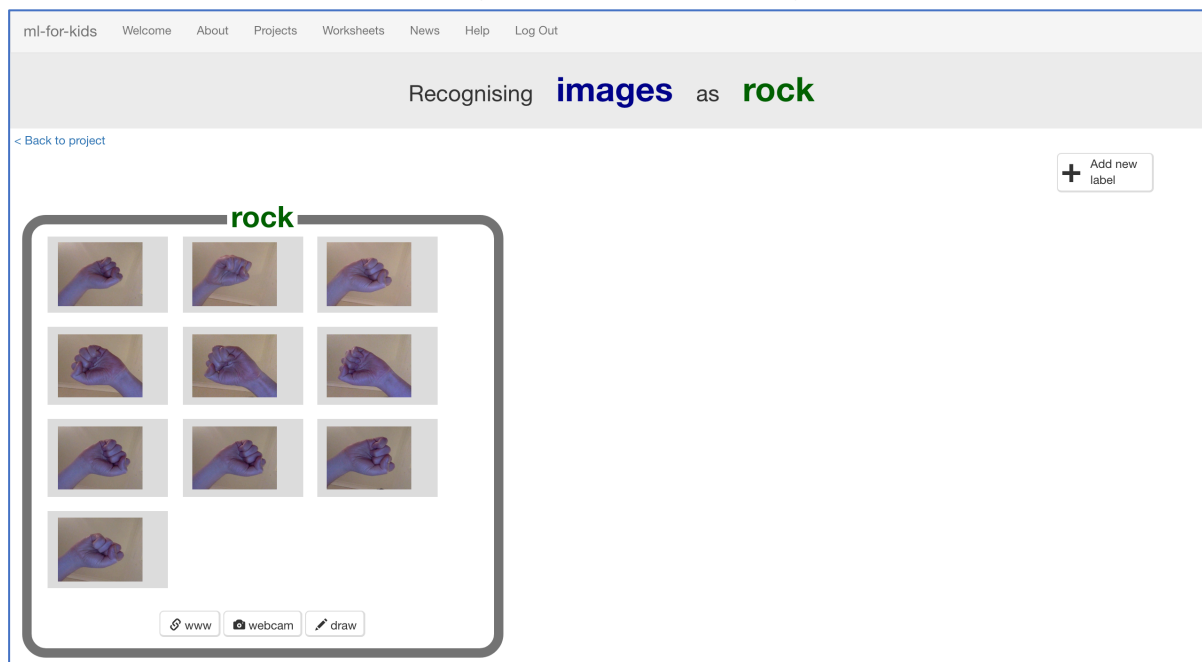 ml-for-kids Welcome About Projects Worksheets News Help Log Out
Recognising images as rock
< Back to project
Add new
label
rock
www webcam draw